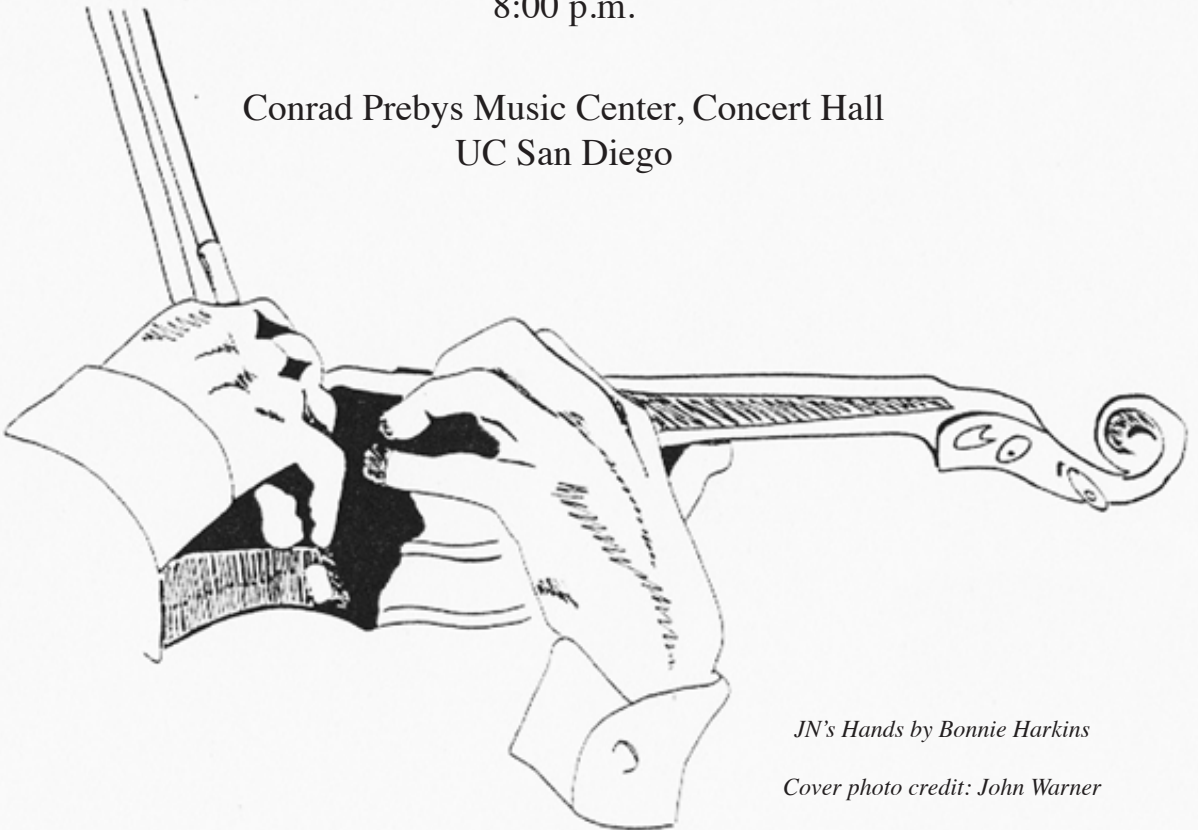 8:00 p.m.
Conrad Prebys Music Center, Concert Hall
UC San Diego
JN's Hands by Bonnie Harkins
Cover photo credit: John Warner